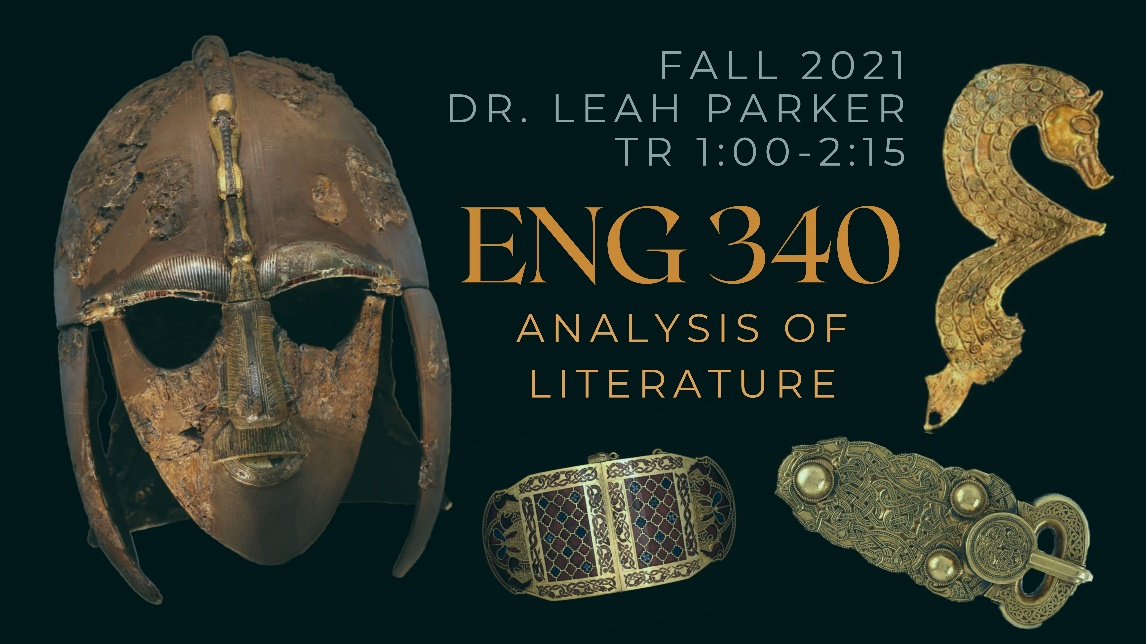 FALL 2021
DR. LEAH PARKER
TR 1:00-2:15
ENG 340
ANALYSIS OF
LITERATURE